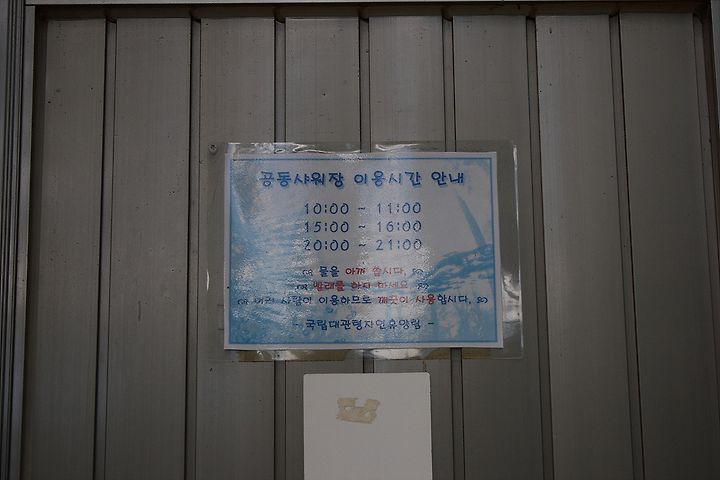 공동샤워장 이용시간 안내
10:00 ~ 11:00
15:00 ~ 16:00
20:00 ~ 21:00
물을 아껴 씁시다.
빨래를 하지 마세요.
여러 사람이 이용하므로 깨끗이 사용합시다.
- 국립대관령자연휴양림 -